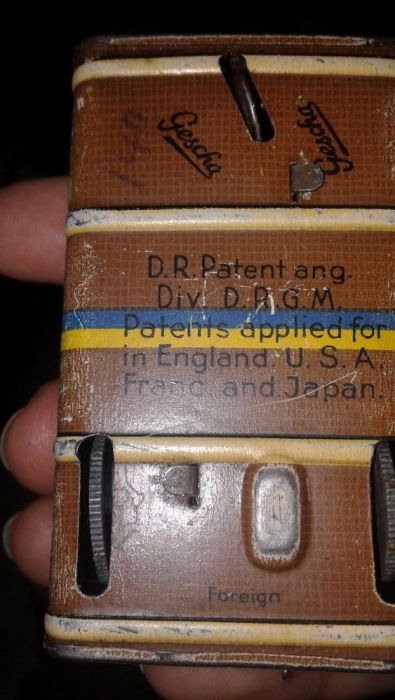 Gescha
Gescha
D.R.Patent ang.
Div. D.R.G.M.
Patents applied for
in England. U. S. A.
Franc. and Japan.
Foreign